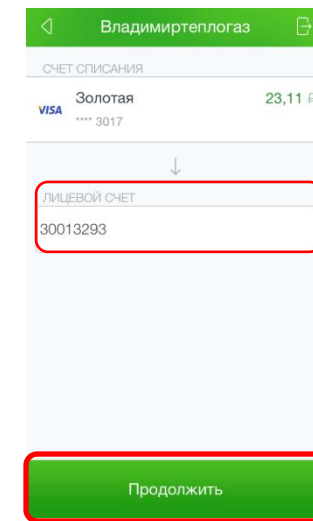 Владимиртеплогаз
СЧЕТ СПИСАНИЯ
VISA Золотая 23,11 ₽
**** 3017
ЛИЦЕВОЙ СЧЕТ
30013293
Продолжить